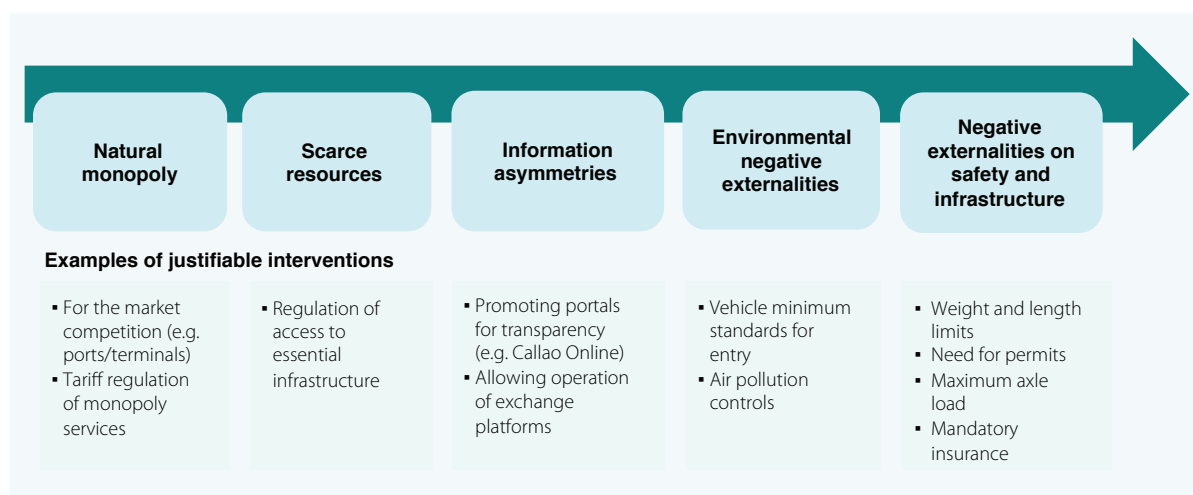 Natural
monopoly
Scarce
resources
Information
asymmetries
Environmental
negative
externalities
Negative
externalities on
safety and
infrastructure
Examples of justifiable interventions
▪ For the market
competition (e.g.
ports/terminals)
▪ Tariff regulation
of monopoly
services
▪ Regulation of
access to
essential
infrastructure
▪ Promoting portals
for transparency
(e.g. Callao Online)
▪ Allowing operation
of exchange
platforms
▪ Vehicle minimum
standards for
entry
▪ Air pollution
controls
▪ Weight and length
limits
▪ Need for permits
▪ Maximum axle
load
▪ Mandatory
insurance